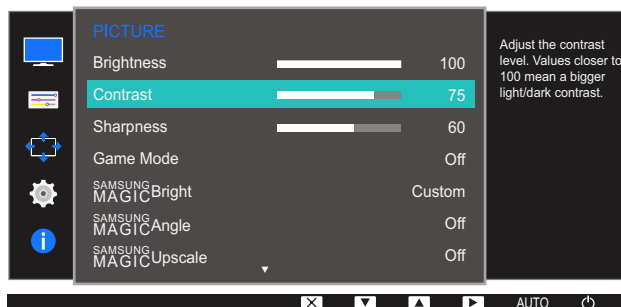 PICTURE
Brightness 100
Contrast 75
Sharpness 60
Game Mode Off
SAMSUNG MAGIC Bright Custom
SAMSUNG MAGIC Angle Off
SAMSUNG MAGIC Upscale Off
Adjust the contrast
level. Values closer to
100 mean a bigger
light/dark contrast.
AUTO